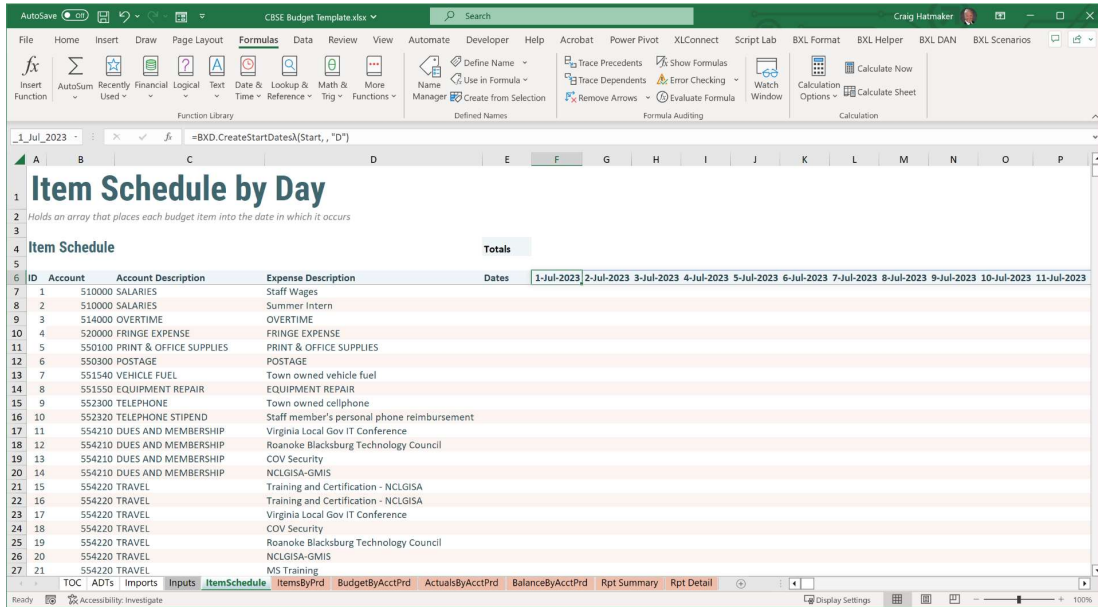 AutoSave Off CBSE Budget Template.xlsx Search Craig Hatmaker
File Home Insert Draw Page Layout Formulas Data Review View Automate Developer Help Acrobat Power Pivot XLConnect Script Lab BXL Format BXL Helper BXL DAN BXL Scenarios
Insert Function AutoSum Recently Used Financial Logical Text Date & Time Lookup & Reference Math & Trig More Functions
Name Manager Define Name Use in Formula Create from Selection
Trace Precedents Trace Dependents Remove Arrows Show Formulas Error Checking Evaluate Formula Watch Window
Calculation Options Calculate Now Calculate Sheet
Function Library Defined Names Formula Auditing Calculation
_1_Jul_2023 fx =BXD.CreateStartDatesλ(Start, , "D")
A B C D E F G H I J K L M N O P
1 Item Schedule by Day
2 Holds an array that places each budget item into the date in which it occurs
3
4 Item Schedule Totals
5
6 ID Account Account Description Expense Description Dates 1-Jul-2023 2-Jul-2023 3-Jul-2023 4-Jul-2023 5-Jul-2023 6-Jul-2023 7-Jul-2023 8-Jul-2023 9-Jul-2023 10-Jul-2023 11-Jul-2023
7 1 510000 SALARIES Staff Wages
8 2 510000 SALARIES Summer Intern
9 3 514000 OVERTIME OVERTIME
10 4 520000 FRINGE EXPENSE FRINGE EXPENSE
11 5 550100 PRINT & OFFICE SUPPLIES PRINT & OFFICE SUPPLIES
12 6 550300 POSTAGE POSTAGE
13 7 551540 VEHICLE FUEL Town owned vehicle fuel
14 8 551550 EQUIPMENT REPAIR EQUIPMENT REPAIR
15 9 552300 TELEPHONE Town owned cellphone
16 10 552320 TELEPHONE STIPEND Staff member's personal phone reimbursement
17 11 554210 DUES AND MEMBERSHIP Virginia Local Gov IT Conference
18 12 554210 DUES AND MEMBERSHIP Roanoke Blacksburg Technology Council
19 13 554210 DUES AND MEMBERSHIP COV Security
20 14 554210 DUES AND MEMBERSHIP NCLGISA-GMIS
21 15 554220 TRAVEL Training and Certification - NCLGISA
22 16 554220 TRAVEL Training and Certification - NCLGISA
23 17 554220 TRAVEL Virginia Local Gov IT Conference
24 18 554220 TRAVEL COV Security
25 19 554220 TRAVEL Roanoke Blacksburg Technology Council
26 20 554220 TRAVEL NCLGISA-GMIS
27 21 554220 TRAVEL MS Training
TOC ADTs Imports Inputs ItemSchedule ItemsByPrd BudgetByAcctPrd ActualsByAcctPrd BalanceByAcctPrd Rpt Summary Rpt Detail
Ready Accessibility: Investigate Display Settings 100%